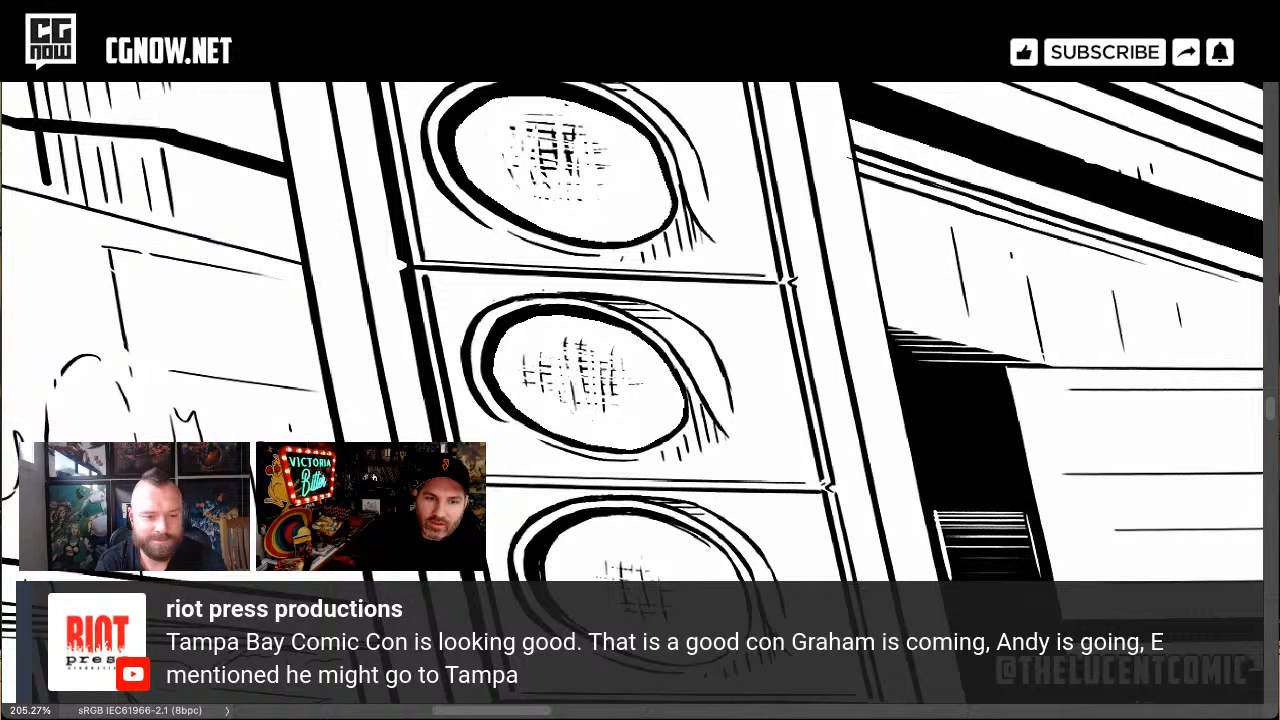 CG
NOW
CGNOW.NET
SUBSCRIBE
VICTORIA
Bitter
riot press productions
RIOT
press
Tampa Bay Comic Con is looking good. That is a good con Graham is coming, Andy is going, E
mentioned he might go to Tampa
@THELUCENTCOMIC
205.27%
sRGB IEC61966-2.1 (8bpc)